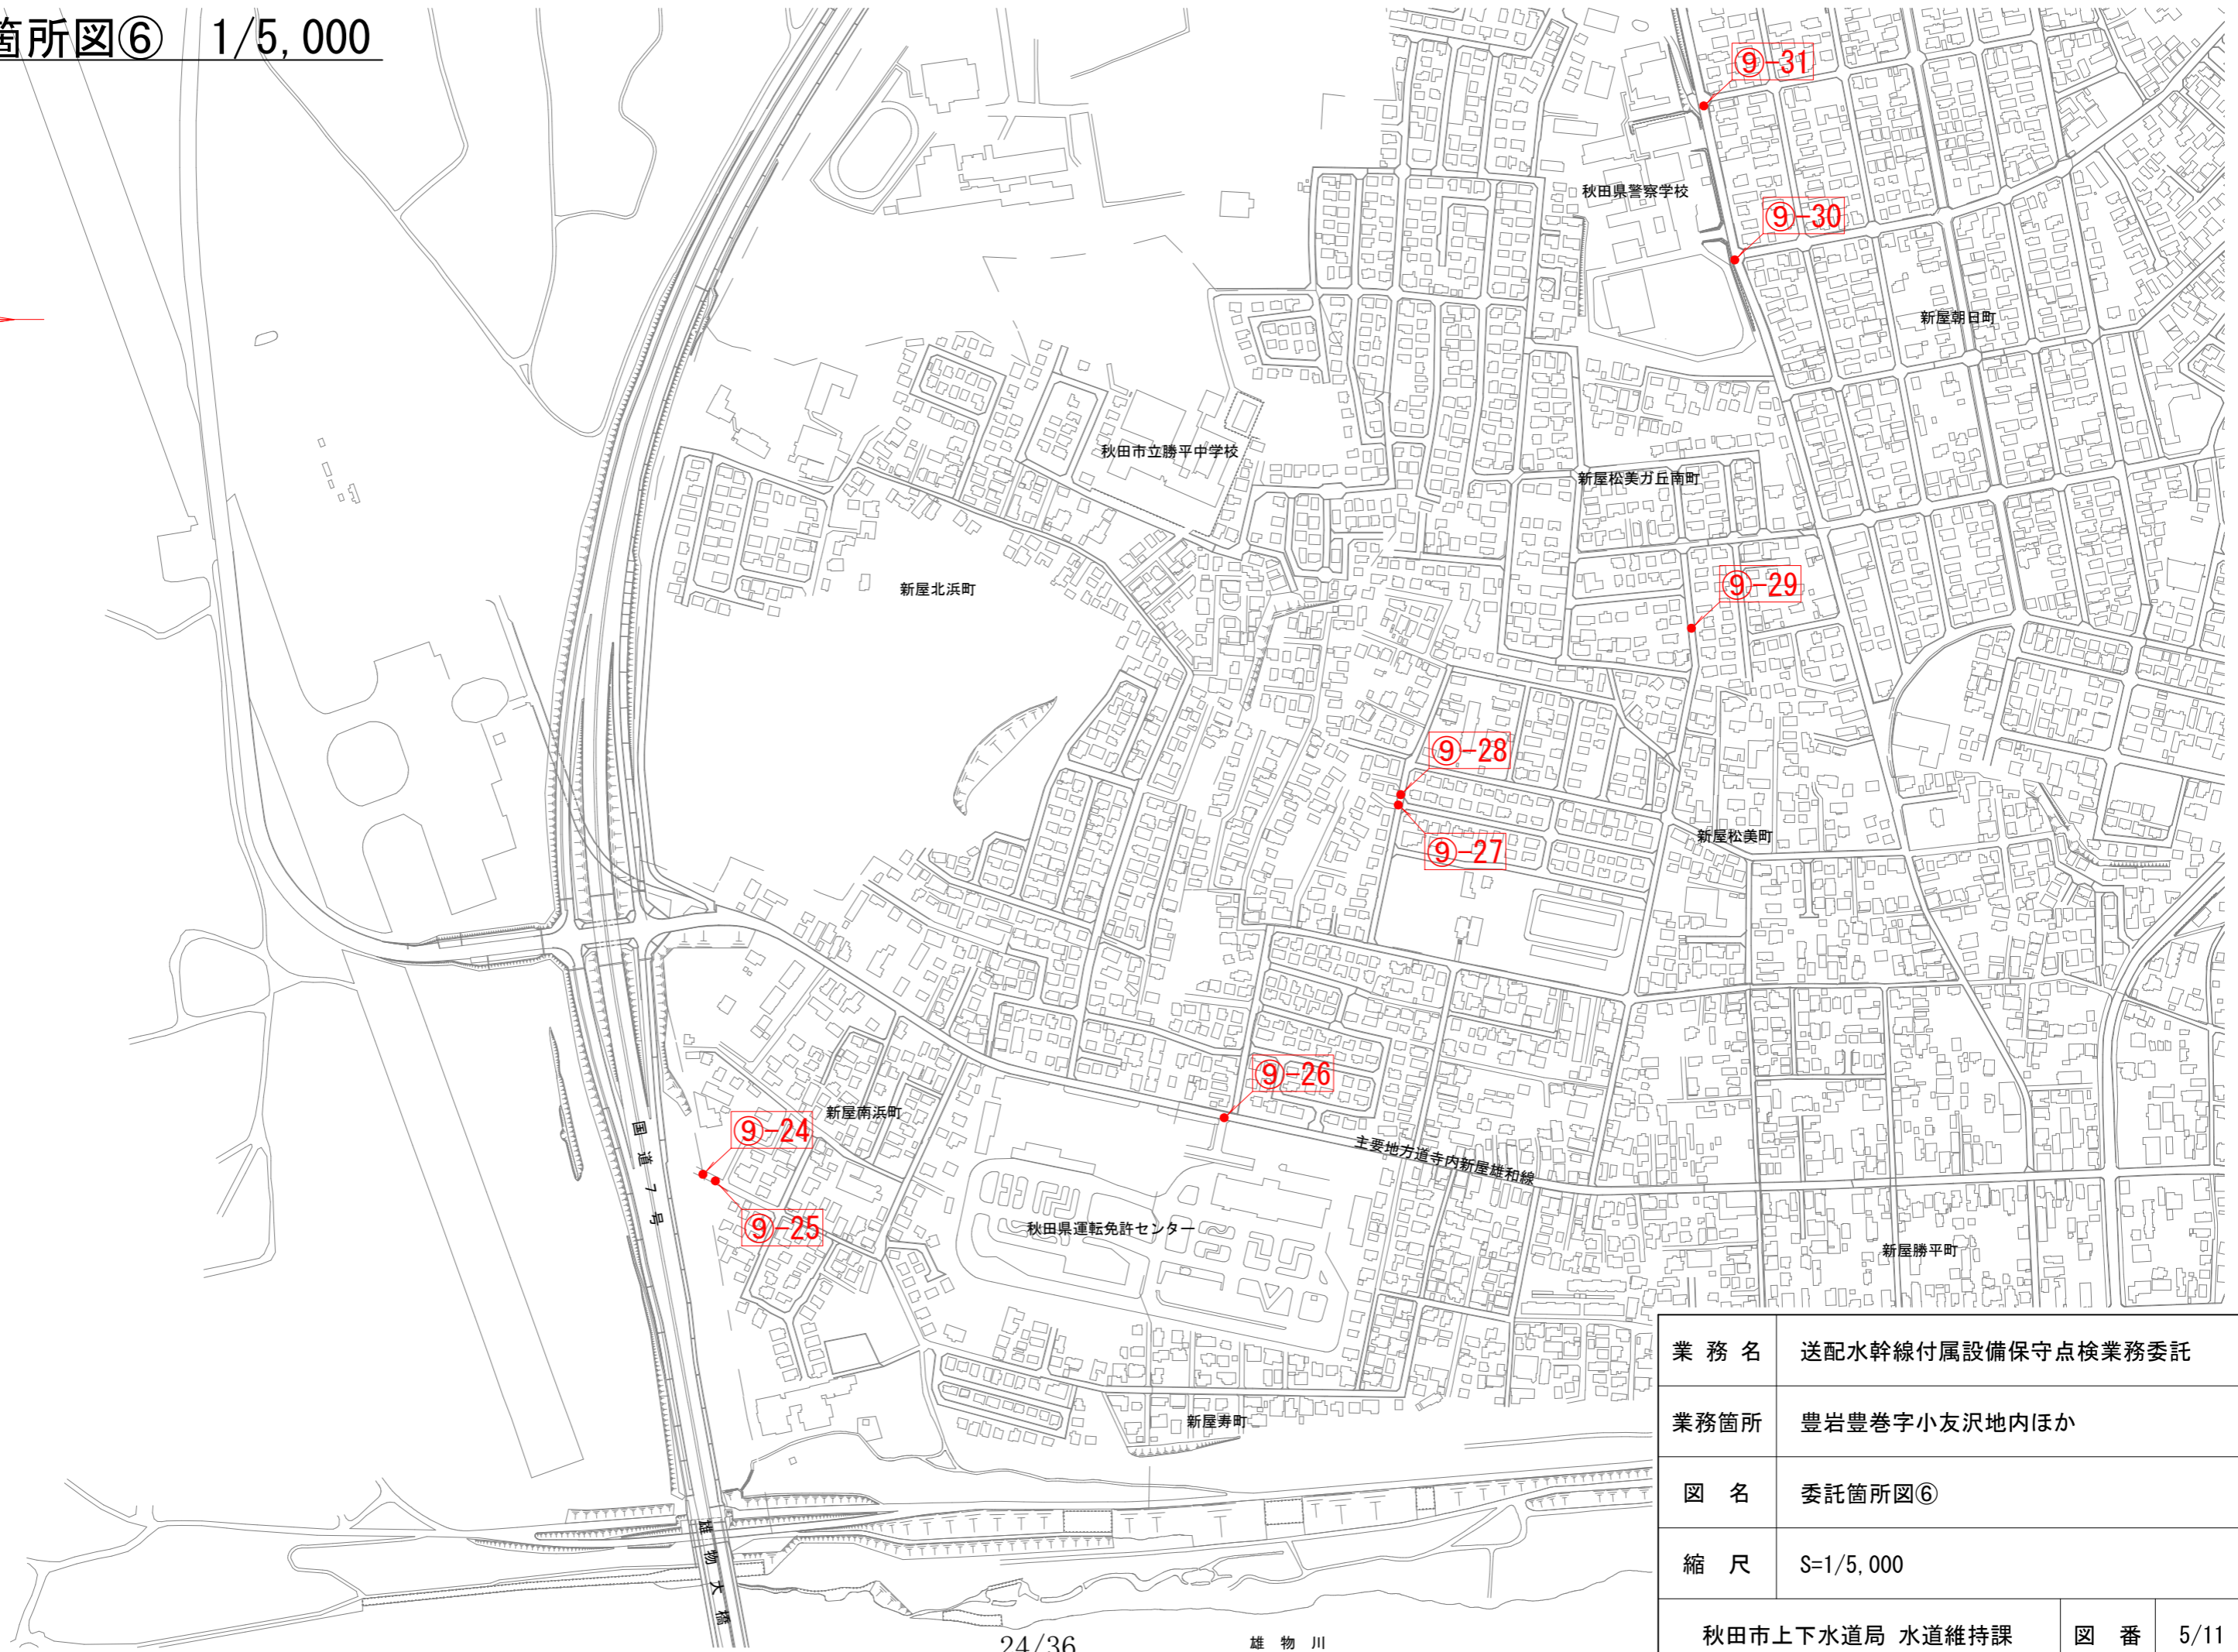 箇所図⑥ 1/5,000
⑨-31
秋田県警察学校
⑨-30
新屋朝日町
秋田市立勝平中学校
新屋松美ガ丘南町
新屋北浜町
⑨-29
⑨-28
新屋松美町
⑨-27
⑨-26
新屋南浜町
⑨-24
国道7号
主要地方道寺内新屋雄和線
⑨-25
秋田県運転免許センター
新屋勝平町
新屋寿町
雄物大橋
雄物川
24/36
業務名 送配水幹線付属設備保守点検業務委託
業務箇所 豊岩豊巻字小友沢地内ほか
図名 委託箇所図⑥
縮尺 S=1/5,000
秋田市上下水道局 水道維持課 図番 5/11